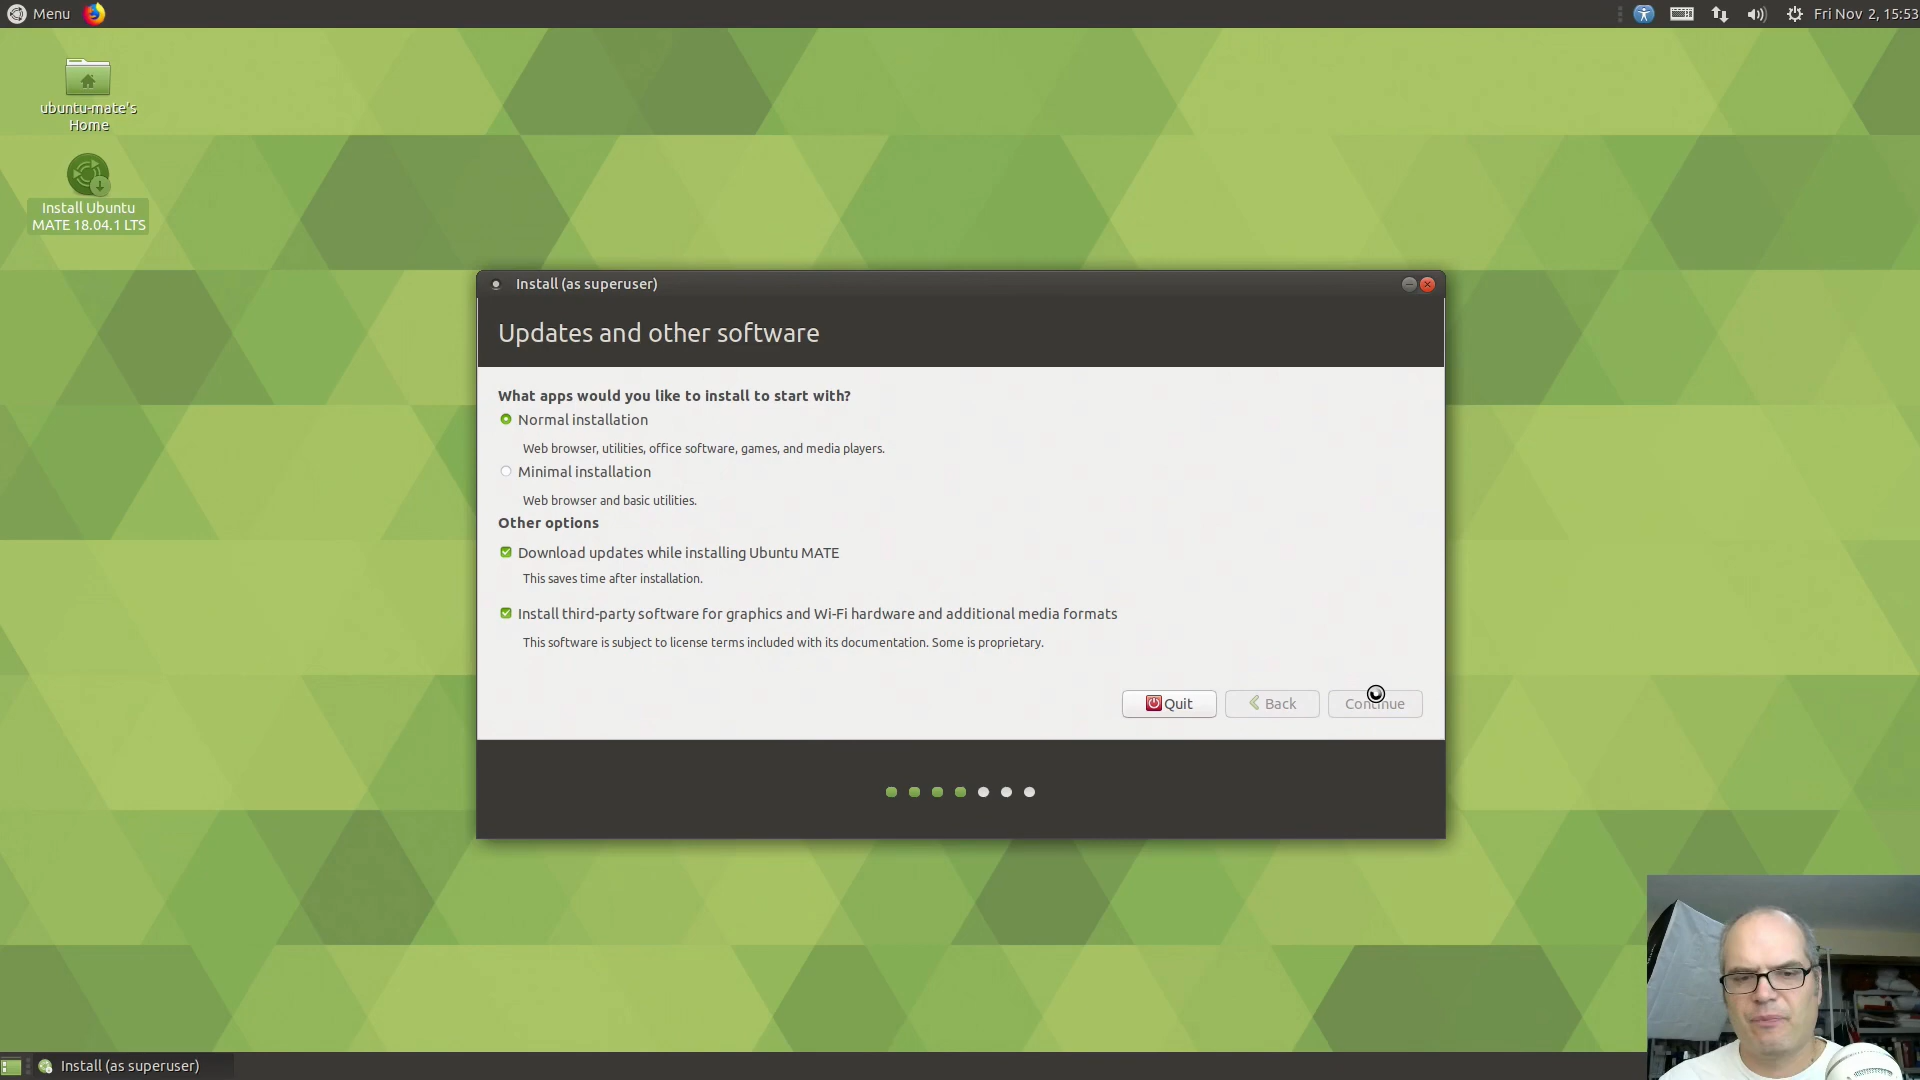 Menu
Fri Nov 2, 15:53
ubuntu-mate's
Home
Install Ubuntu
MATE 18.04.1 LTS
Install (as superuser)
Updates and other software
What apps would you like to install to start with?
Normal installation
Web browser, utilities, office software, games, and media players.
Minimal installation
Web browser and basic utilities.
Other options
Download updates while installing Ubuntu MATE
This saves time after installation.
Install third-party software for graphics and Wi-Fi hardware and additional media formats
This software is subject to license terms included with its documentation. Some is proprietary.
Quit
Back
Continue
Install (as superuser)